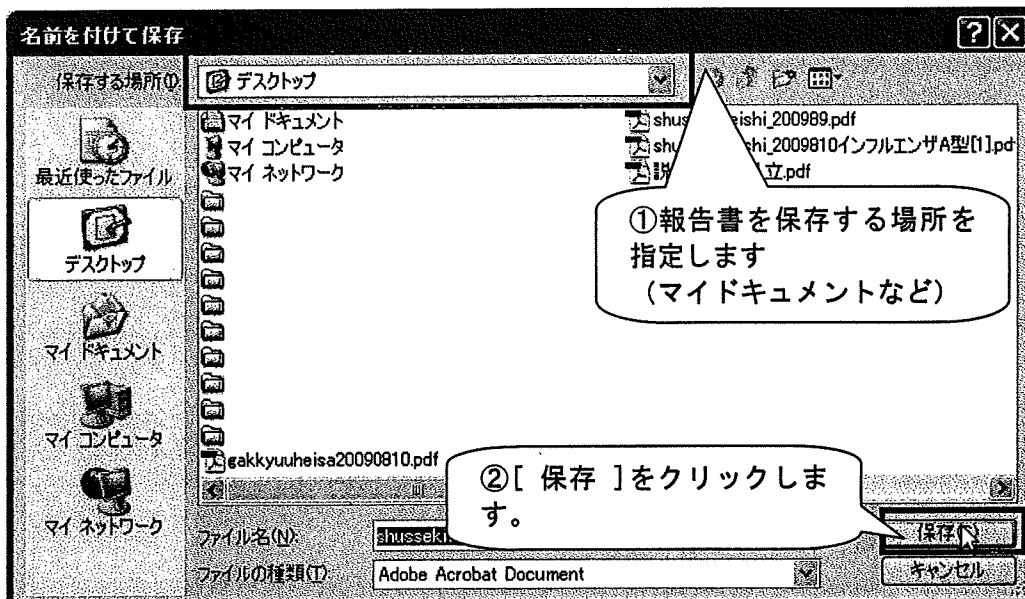 名前を付けて保存
保存する場所(I):
デスクトップ
最近使ったファイル
デスクトップ
マイ ドキュメント
マイ コンピュータ
マイ ネットワーク
マイ ドキュメント
マイ コンピュータ
マイ ネットワーク
gakkyuuheisa20090810.pdf
shus eishi_200989.pdf
shu shi_2009810インフルエンザA型[1].pd
説 立.pdf
①報告書を保存する場所を
指定します
(マイドキュメントなど)
②[ 保存 ]をクリックしま
す。
ファイル名(N):
shusseki
保存(S)
ファイルの種類(T):
Adobe Acrobat Document
キャンセル